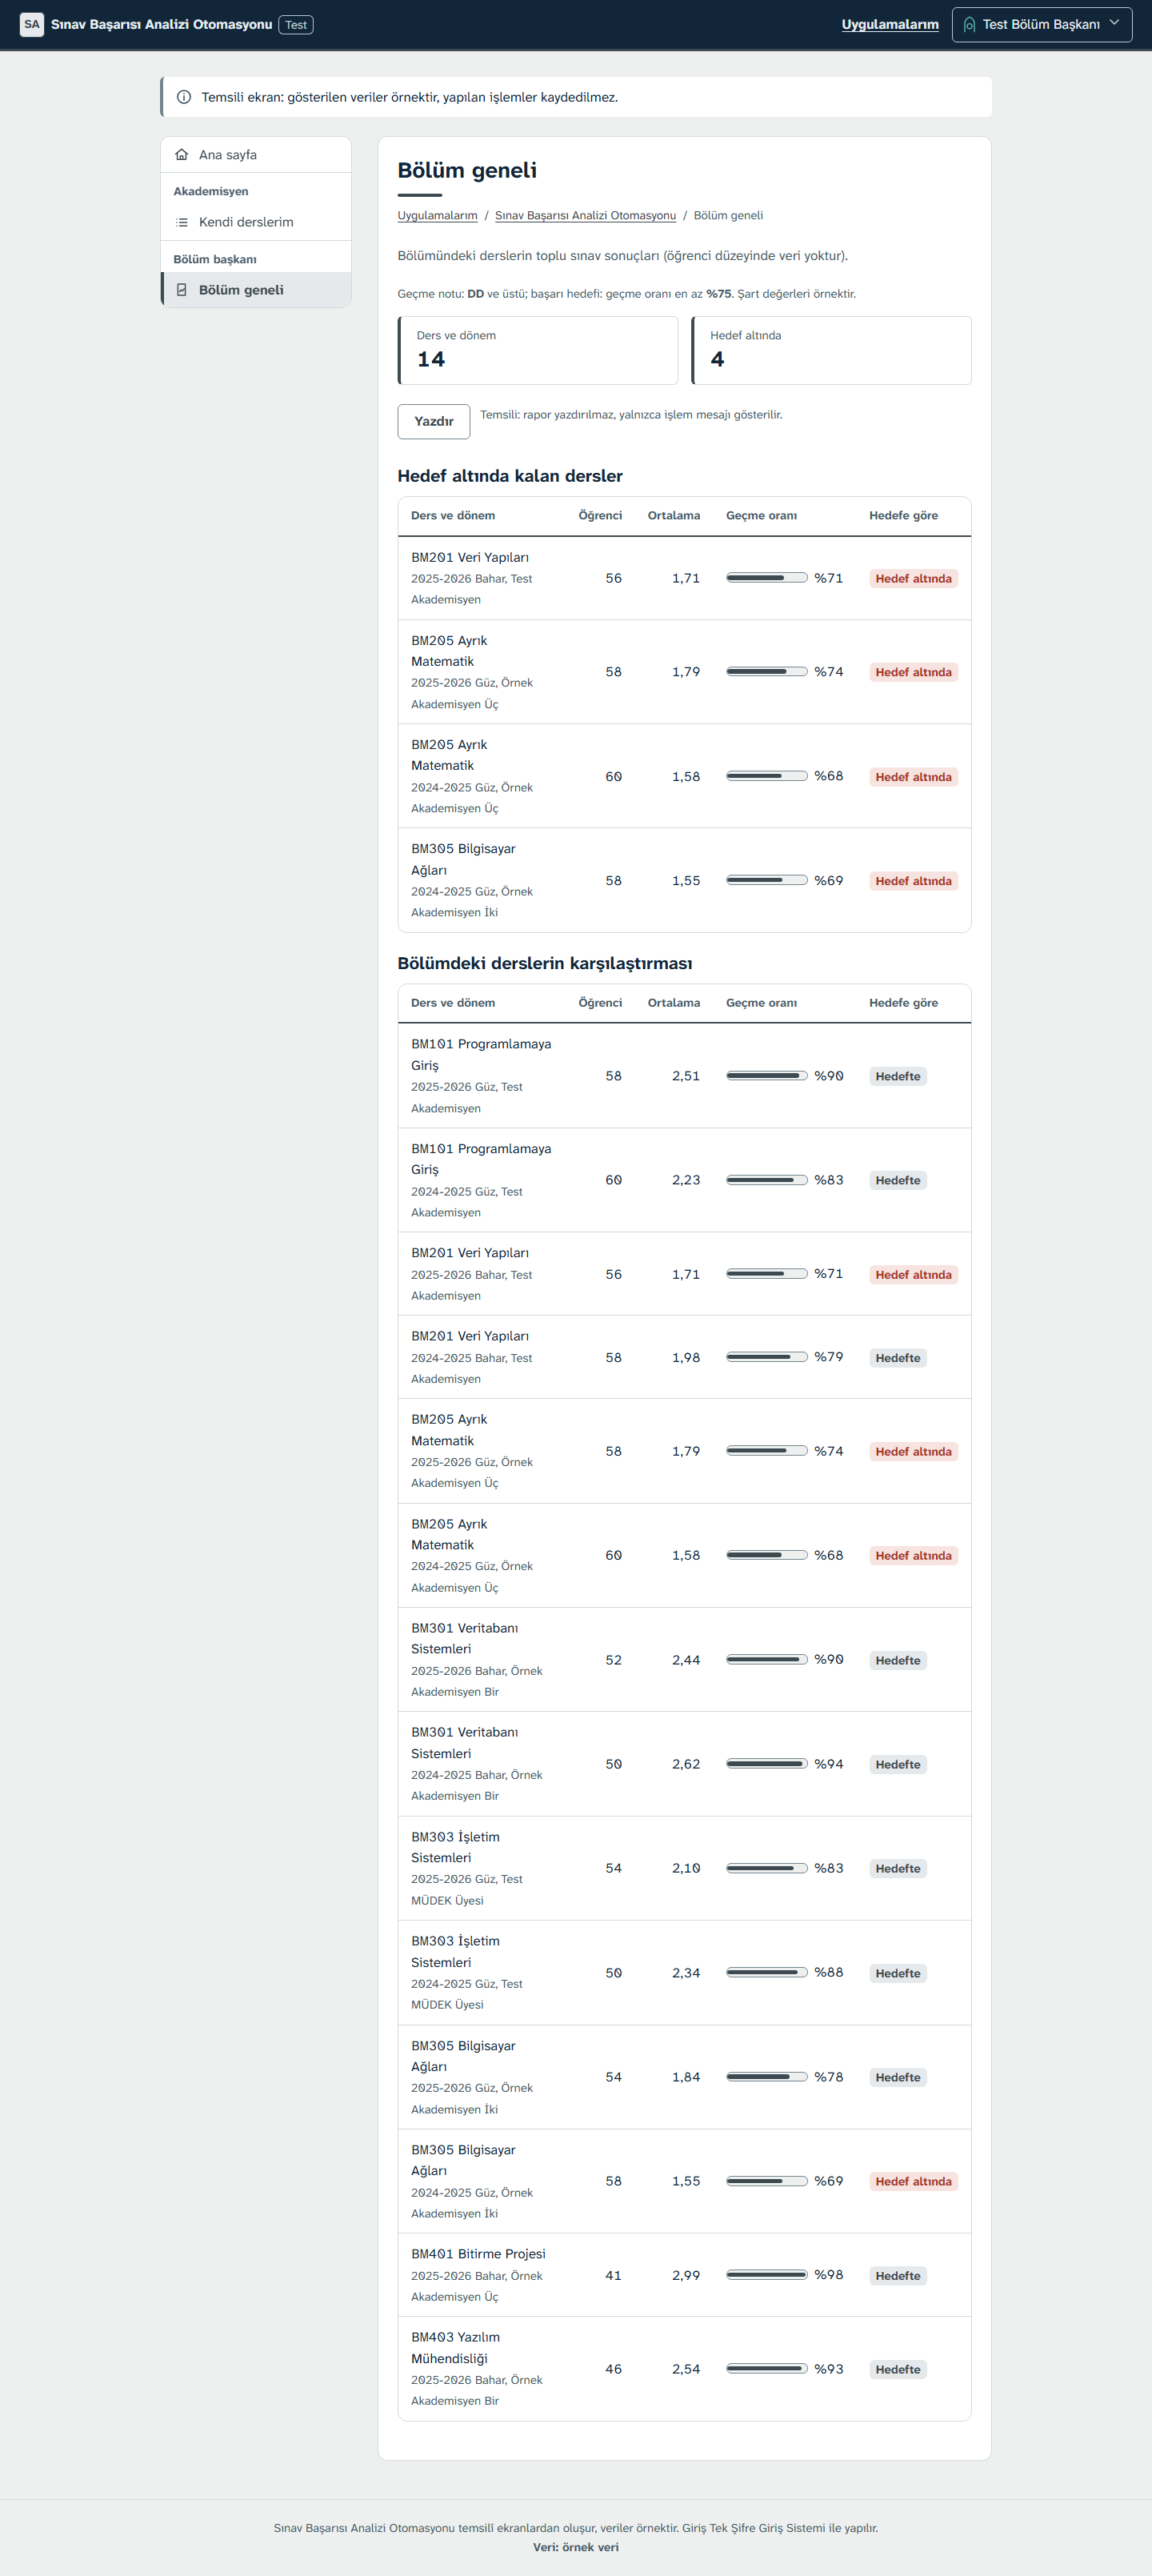 SA Sınav Başarısı Analizi Otomasyonu Test
Uygulamalarım
Test Bölüm Başkanı
Temsili ekran: gösterilen veriler örnektir, yapılan işlemler kaydedilmez.
Ana sayfa
Akademisyen
Kendi derslerim
Bölüm başkanı
Bölüm geneli
Bölüm geneli
Uygulamalarım / Sınav Başarısı Analizi Otomasyonu / Bölüm geneli
Bölümündeki derslerin toplu sınav sonuçları (öğrenci düzeyinde veri yoktur).
Geçme notu: DD ve üstü; başarı hedefi: geçme oranı en az %75. Şart değerleri örnektir.
Ders ve dönem
14
Hedef altında
4
Yazdır
Temsili: rapor yazdırılmaz, yalnızca işlem mesajı gösterilir.
Hedef altında kalan dersler
Ders ve dönem Öğrenci Ortalama Geçme oranı Hedefe göre
BM201 Veri Yapıları
2025-2026 Bahar, Test
Akademisyen
56 1,71 %71 Hedef altında
BM205 Ayrık
Matematik
2025-2026 Güz, Örnek
Akademisyen Üç
58 1,79 %74 Hedef altında
BM205 Ayrık
Matematik
2024-2025 Güz, Örnek
Akademisyen Üç
60 1,58 %68 Hedef altında
BM305 Bilgisayar
Ağları
2024-2025 Güz, Örnek
Akademisyen İki
58 1,55 %69 Hedef altında
Bölümdeki derslerin karşılaştırması
Ders ve dönem Öğrenci Ortalama Geçme oranı Hedefe göre
BM101 Programlamaya
Giriş
2025-2026 Güz, Test
Akademisyen
58 2,51 %90 Hedefte
BM101 Programlamaya
Giriş
2024-2025 Güz, Test
Akademisyen
60 2,23 %83 Hedefte
BM201 Veri Yapıları
2025-2026 Bahar, Test
Akademisyen
56 1,71 %71 Hedef altında
BM201 Veri Yapıları
2024-2025 Bahar, Test
Akademisyen
58 1,98 %79 Hedefte
BM205 Ayrık
Matematik
2025-2026 Güz, Örnek
Akademisyen Üç
58 1,79 %74 Hedef altında
BM205 Ayrık
Matematik
2024-2025 Güz, Örnek
Akademisyen Üç
60 1,58 %68 Hedef altında
BM301 Veritabanı
Sistemleri
2025-2026 Bahar, Örnek
Akademisyen Bir
52 2,44 %90 Hedefte
BM301 Veritabanı
Sistemleri
2024-2025 Bahar, Örnek
Akademisyen Bir
50 2,62 %94 Hedefte
BM303 İşletim
Sistemleri
2025-2026 Güz, Test
MÜDEK Üyesi
54 2,10 %83 Hedefte
BM303 İşletim
Sistemleri
2024-2025 Güz, Test
MÜDEK Üyesi
50 2,34 %88 Hedefte
BM305 Bilgisayar
Ağları
2025-2026 Güz, Örnek
Akademisyen İki
54 1,84 %78 Hedefte
BM305 Bilgisayar
Ağları
2024-2025 Güz, Örnek
Akademisyen İki
58 1,55 %69 Hedef altında
BM401 Bitirme Projesi
2025-2026 Bahar, Örnek
Akademisyen Üç
41 2,99 %98 Hedefte
BM403 Yazılım
Mühendisliği
2025-2026 Bahar, Örnek
Akademisyen Bir
46 2,54 %93 Hedefte
Sınav Başarısı Analizi Otomasyonu temsilî ekranlardan oluşur, veriler örnektir. Giriş Tek Şifre Giriş Sistemi ile yapılır.
Veri: örnek veri